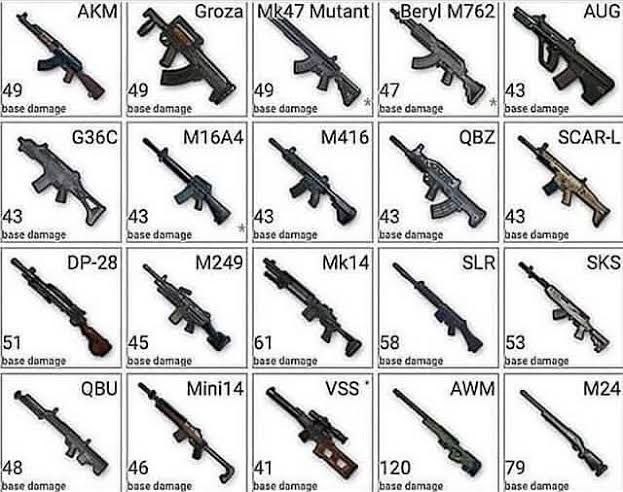 AKM
49
base damage
Groza
49
base damage
Mk47 Mutant
49
base damage *
Beryl M762
47
base damage *
AUG
43
base damage
G36C
43
base damage
M16A4
43
base damage *
M416
43
base damage
QBZ
43
base damage
SCAR-L
43
base damage
DP-28
51
base damage
M249
45
base damage
Mk14
61
base damage
SLR
58
base damage
SKS
53
base damage
QBU
48
base damage
Mini14
46
base damage
VSS *
41
base damage
AWM
120
base damage
M24
79
base damage